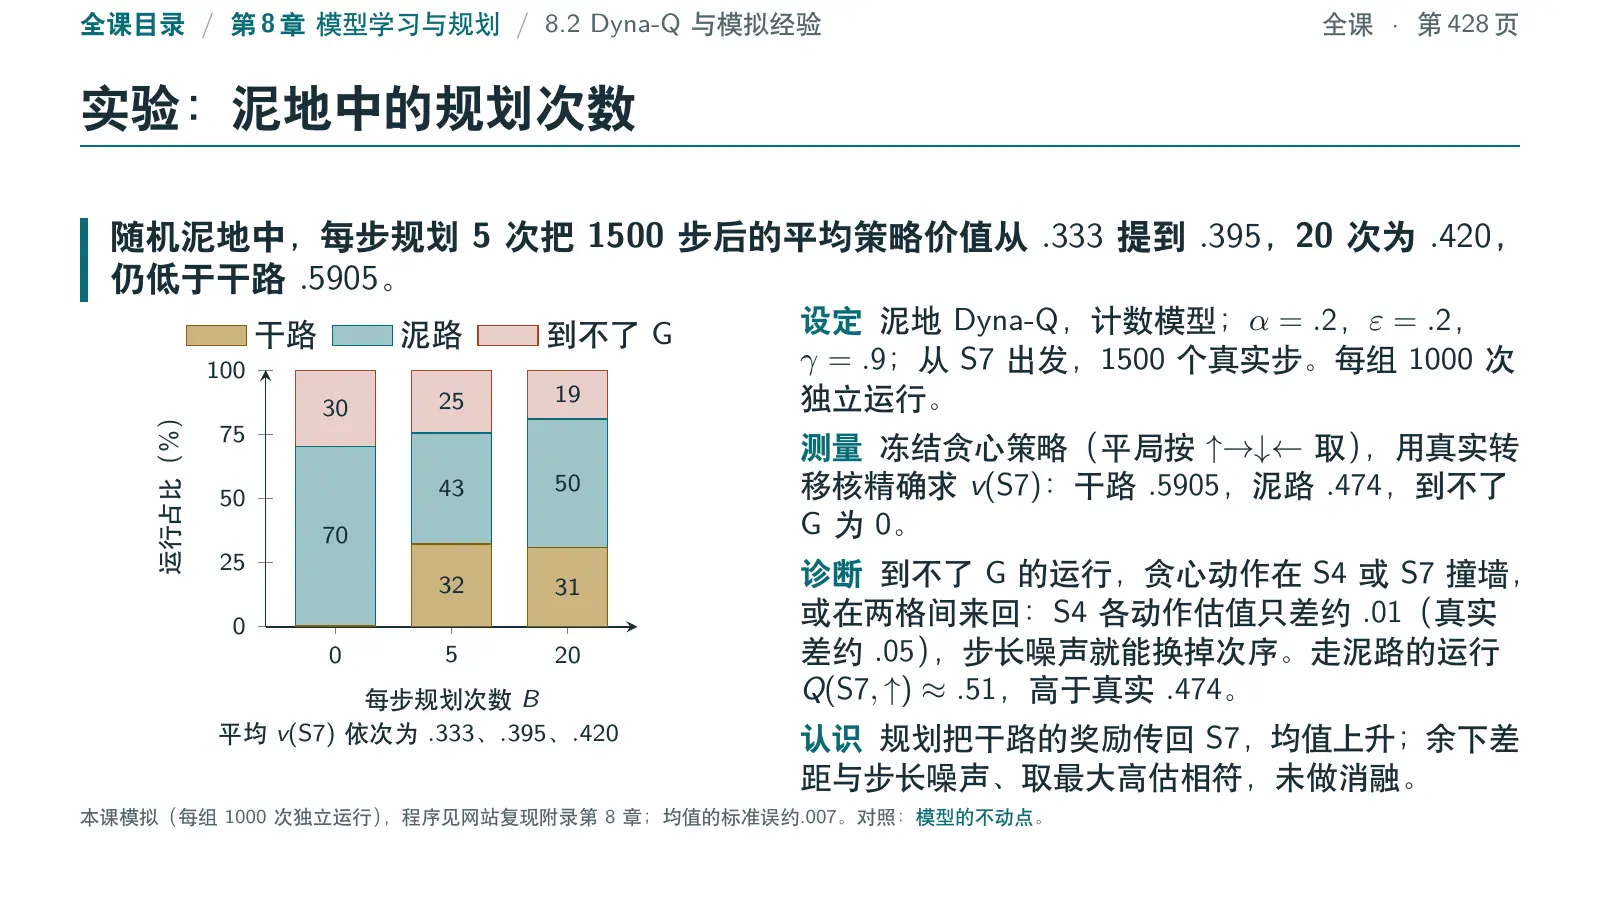 全课目录 / 第 8 章 模型学习与规划 / 8.2 Dyna-Q 与模拟经验
全课 · 第 428 页
实验：泥地中的规划次数
随机泥地中，每步规划 5 次把 1500 步后的平均策略价值从 .333 提到 .395，20 次为 .420，
仍低于干路 .5905。
干路 泥路 到不了 G
运行占比（%）
100
75
50
25
0
30
70
25
43
32
19
50
31
0 5 20
每步规划次数 B
平均 v(S7) 依次为 .333、.395、.420
设定 泥地 Dyna-Q，计数模型；α = .2，ε = .2，
γ = .9；从 S7 出发，1500 个真实步。每组 1000 次
独立运行。
测量 冻结贪心策略（平局按 ↑→↓← 取），用真实转
移核精确求 v(S7)：干路 .5905，泥路 .474，到不了
G 为 0。
诊断 到不了 G 的运行，贪心动作在 S4 或 S7 撞墙，
或在两格间来回：S4 各动作估值只差约 .01（真实
差约 .05），步长噪声就能换掉次序。走泥路的运行
Q(S7, ↑) ≈ .51，高于真实 .474。
认识 规划把干路的奖励传回 S7，均值上升；余下差
距与步长噪声、取最大高估相符，未做消融。
本课模拟（每组 1000 次独立运行），程序见网站复现附录第 8 章；均值的标准误约.007。对照：模型的不动点。